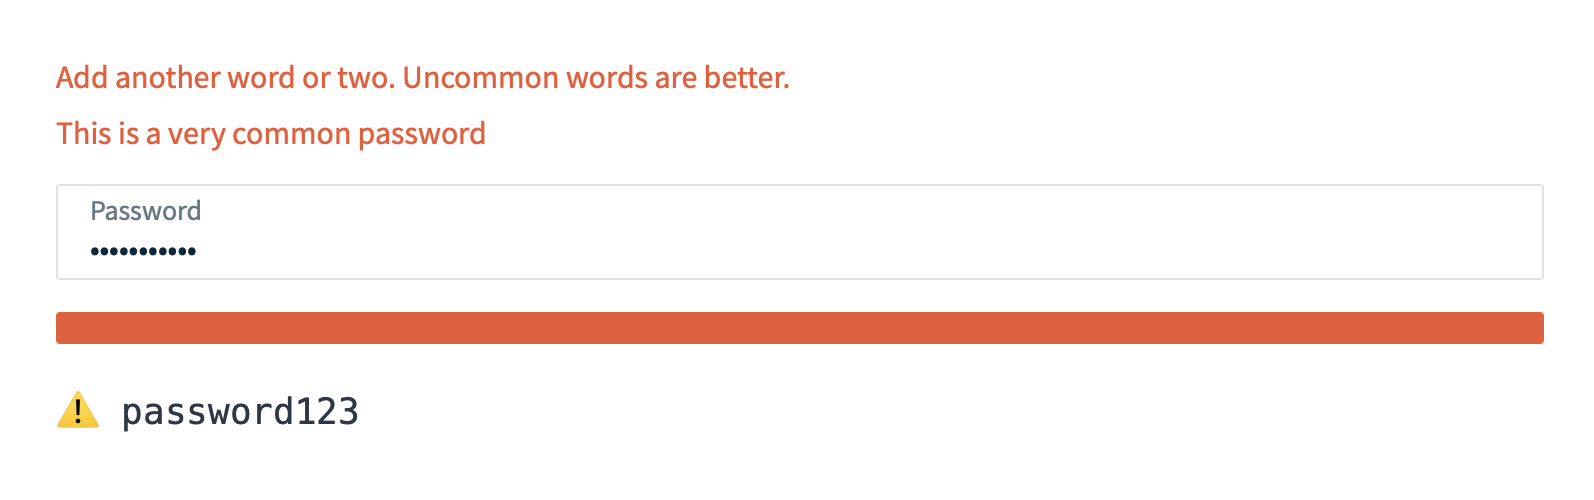 Add another word or two. Uncommon words are better.
This is a very common password
Password
•••••••••••
⚠️ password123